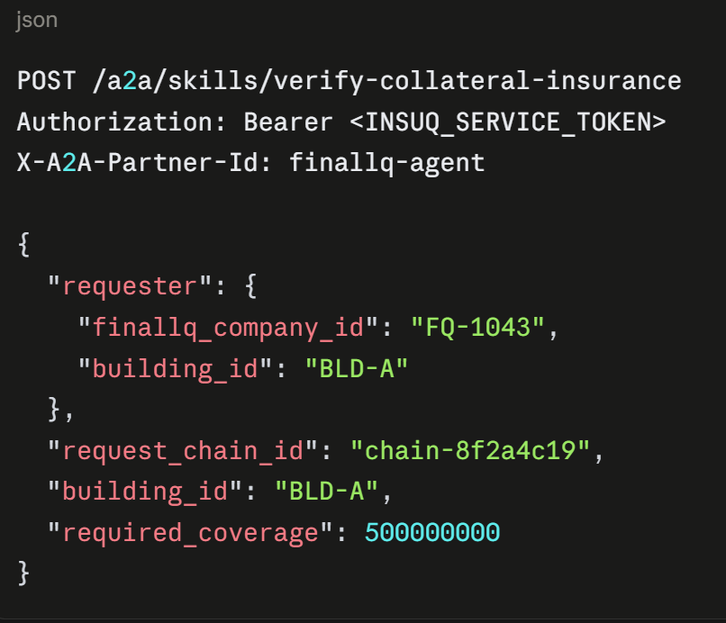 json
POST /a2a/skills/verify-collateral-insurance
Authorization: Bearer <INSUQ_SERVICE_TOKEN>
X-A2A-Partner-Id: finallq-agent
{
"requester": {
"finallq_company_id": "FQ-1043",
"building_id": "BLD-A"
},
"request_chain_id": "chain-8f2a4c19",
"building_id": "BLD-A",
"required_coverage": 500000000
}